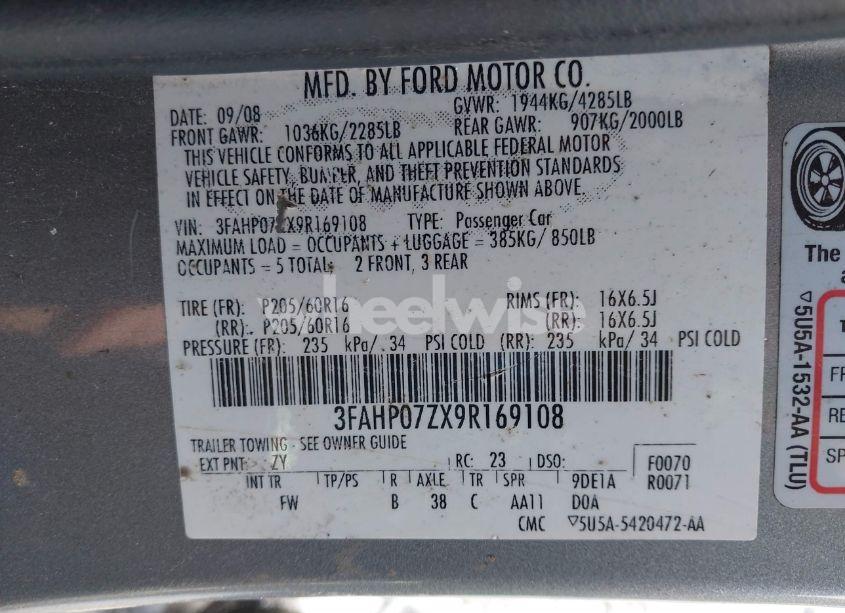 MFD. BY FORD MOTOR CO.
DATE: 09/08 GVWR: 1944KG/4285LB
FRONT GAWR: 1036KG/2285LB REAR GAWR: 907KG/2000LB
THIS VEHICLE CONFORMS TO ALL APPLICABLE FEDERAL MOTOR
VEHICLE SAFETY, BUMPER, AND THEFT PREVENTION STANDARDS
IN EFFECT ON THE DATE OF MANUFACTURE SHOWN ABOVE.
VIN: 3FAHP07ZX9R169108 TYPE: Passenger Car
MAXIMUM LOAD = OCCUPANTS + LUGGAGE = 385KG/ 850LB
OCCUPANTS = 5 TOTAL: 2 FRONT, 3 REAR
TIRE (FR): P205/60R16 RIMS (FR): 16X6.5J
(RR): P205/60R16 (RR): 16X6.5J
PRESSURE (FR): 235 kPa/ 34 PSI COLD (RR): 235 kPa/ 34 PSI COLD
heelwise
3FAHP07ZX9R169108
TRAILER TOWING - SEE OWNER GUIDE
EXT PNT: ZY RC: 23 DSO: F0070
INT TR TP/PS R AXLE TR SPR 9DE1A R0071
FW B 38 C AA11 D0A
CMC ▽5U5A-5420472-AA
The
▽5U5A-1532-AA (TLU)
RE
SP